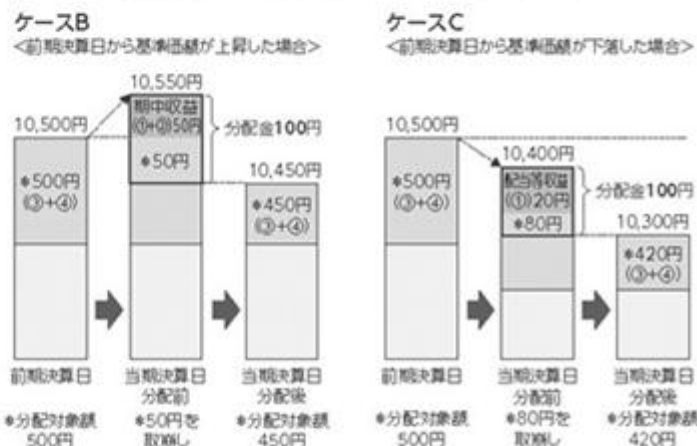 ケースB
<前期決算日から基準価額が上昇した場合>
10,550円
10,500円
期中収益
(①+②)50円
*50円
分配金100円
10,450円
*500円
(③+④)
*450円
(③+④)
前期決算日
当期決算日
分配前
当期決算日
分配後
*分配対象額
500円
*50円を
取崩し
*分配対象額
450円
ケースC
<前期決算日から基準価額が下落した場合>
10,500円
10,400円
配当等収益
(①)20円
*80円
分配金100円
10,300円
*500円
(③+④)
*420円
(③+④)
前期決算日
当期決算日
分配前
当期決算日
分配後
*分配対象額
500円
*80円を
取崩し
*分配対象額
420円